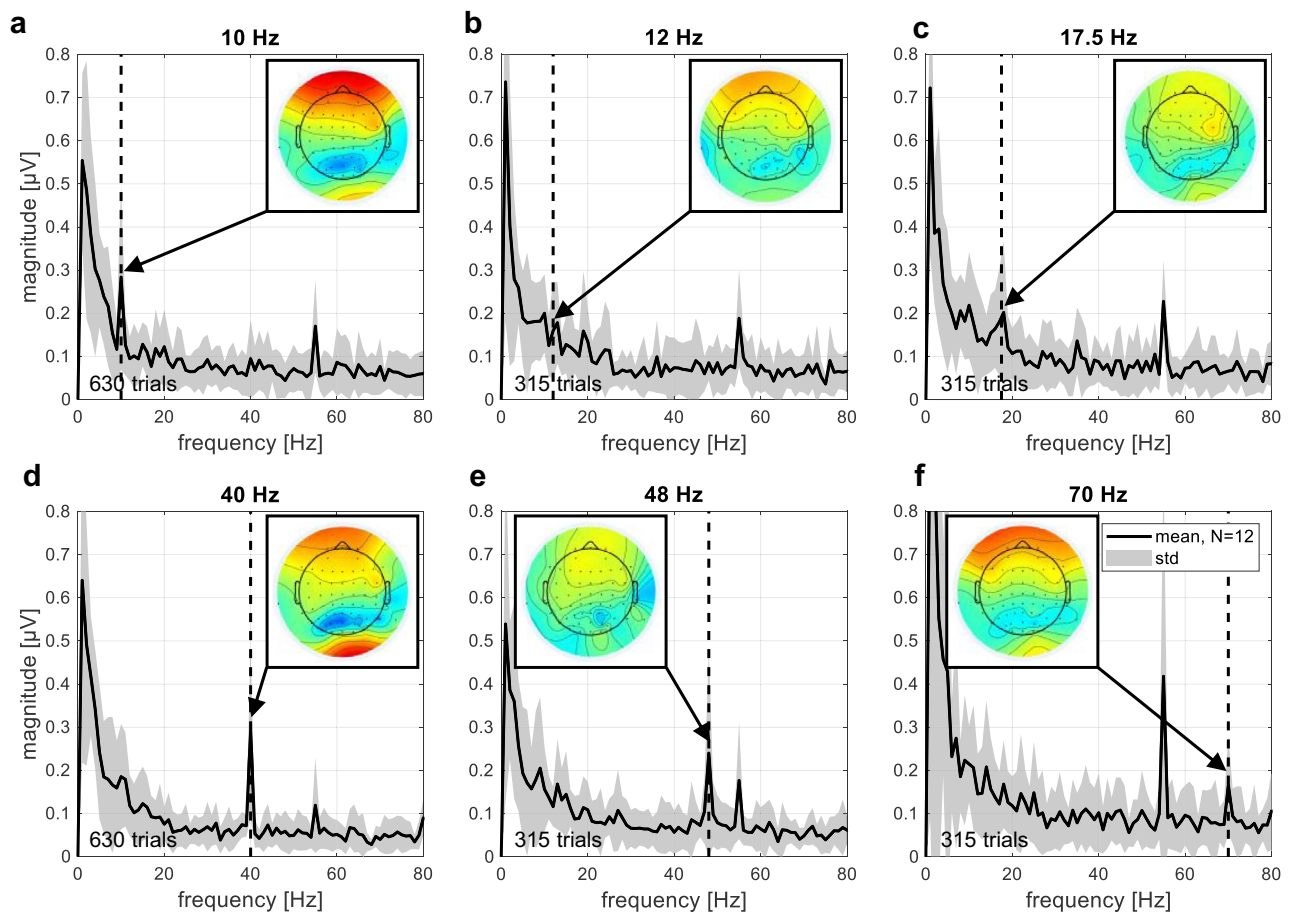 a
10 Hz
magnitude [µV]
0.8
0.7
0.6
0.5
0.4
0.3
0.2
0.1
0
630 trials
0 20 40 60 80
frequency [Hz]
b
12 Hz
0.8
0.7
0.6
0.5
0.4
0.3
0.2
0.1
0
315 trials
0 20 40 60 80
frequency [Hz]
c
17.5 Hz
0.8
0.7
0.6
0.5
0.4
0.3
0.2
0.1
0
315 trials
0 20 40 60 80
frequency [Hz]
d
40 Hz
magnitude [µV]
0.8
0.7
0.6
0.5
0.4
0.3
0.2
0.1
0
630 trials
0 20 40 60 80
frequency [Hz]
e
48 Hz
0.8
0.7
0.6
0.5
0.4
0.3
0.2
0.1
0
315 trials
0 20 40 60 80
frequency [Hz]
f
70 Hz
mean, N=12
std
0.8
0.7
0.6
0.5
0.4
0.3
0.2
0.1
0
315 trials
0 20 40 60 80
frequency [Hz]